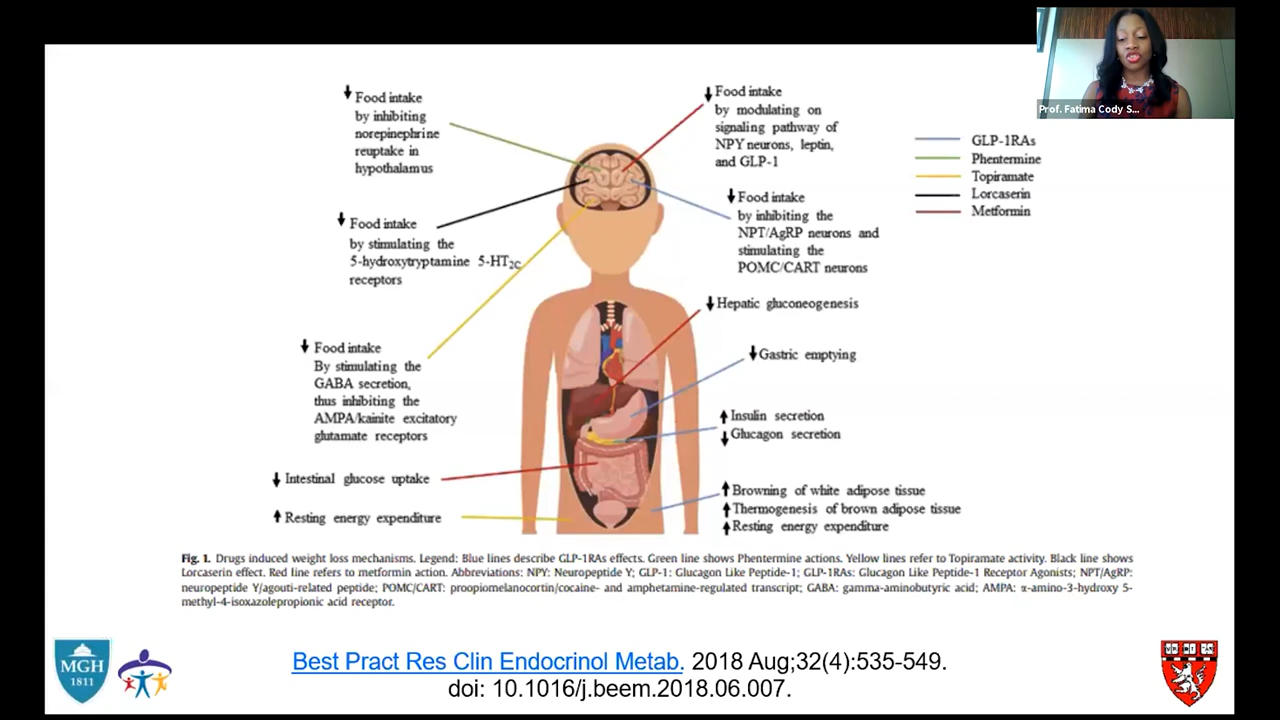 Prof. Fatima Cody S...
Food intake
by inhibiting
norepinephrine
reuptake in
hypothalamus
Food intake
by modulating on
signaling pathway of
NPY neurons, leptin,
and GLP-1
GLP-1RAs
Phentermine
Topiramate
Lorcaserin
Metformin
Food intake
by stimulating the
5-hydroxytryptamine 5-HT2C
receptors
Food intake
by inhibiting the
NPT/AgRP neurons and
stimulating the
POMC/CART neurons
Hepatic gluconeogenesis
Food intake
By stimulating the
GABA secretion,
thus inhibiting the
AMPA/kainite excitatory
glutamate receptors
Gastric emptying
Insulin secretion
Glucagon secretion
Intestinal glucose uptake
Resting energy expenditure
Browning of white adipose tissue
Thermogenesis of brown adipose tissue
Resting energy expenditure
Fig. 1. Drugs induced weight loss mechanisms. Legend: Blue lines describe GLP-1RAs effects. Green line shows Phentermine actions. Yellow lines refer to Topiramate activity. Black line shows
Lorcaserin effect. Red line refers to metformin action. Abbreviations: NPY: Neuropeptide Y; GLP-1: Glucagon Like Peptide-1; GLP-1RAs: Glucagon Like Peptide-1 Receptor Agonists; NPT/AgRP:
neuropeptide Y/agouti-related peptide; POMC/CART: proopiomelanocortin/cocaine- and amphetamine-regulated transcript; GABA: gamma-aminobutyric acid; AMPA: α-amino-3-hydroxy 5-
methyl-4-isoxazolepropionic acid receptor.
MGH
1811
Best Pract Res Clin Endocrinol Metab. 2018 Aug;32(4):535-549.
doi: 10.1016/j.beem.2018.06.007.